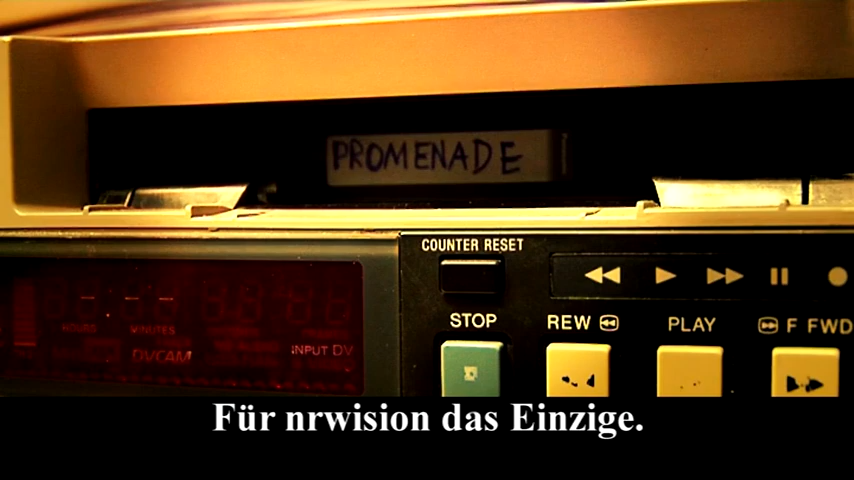 PROMENADE
COUNTER RESET
HOURS MINUTES
DVCAM
INPUT DV
STOP
REW
PLAY
F FWD
Für nrwision das Einzige.